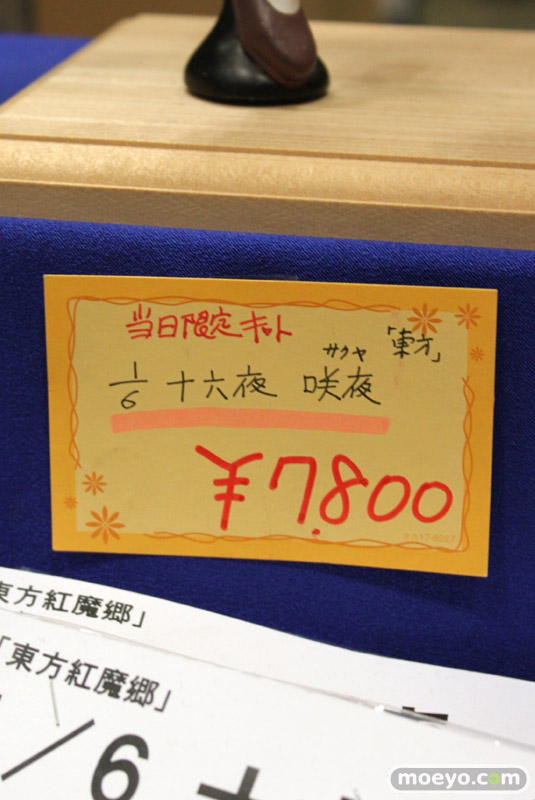 当日限定キット
「東方」
サクヤ
1/6 十六夜 咲夜
¥7,800
東方紅魔郷」
「東方紅魔郷」
/6 十
moeyo.com